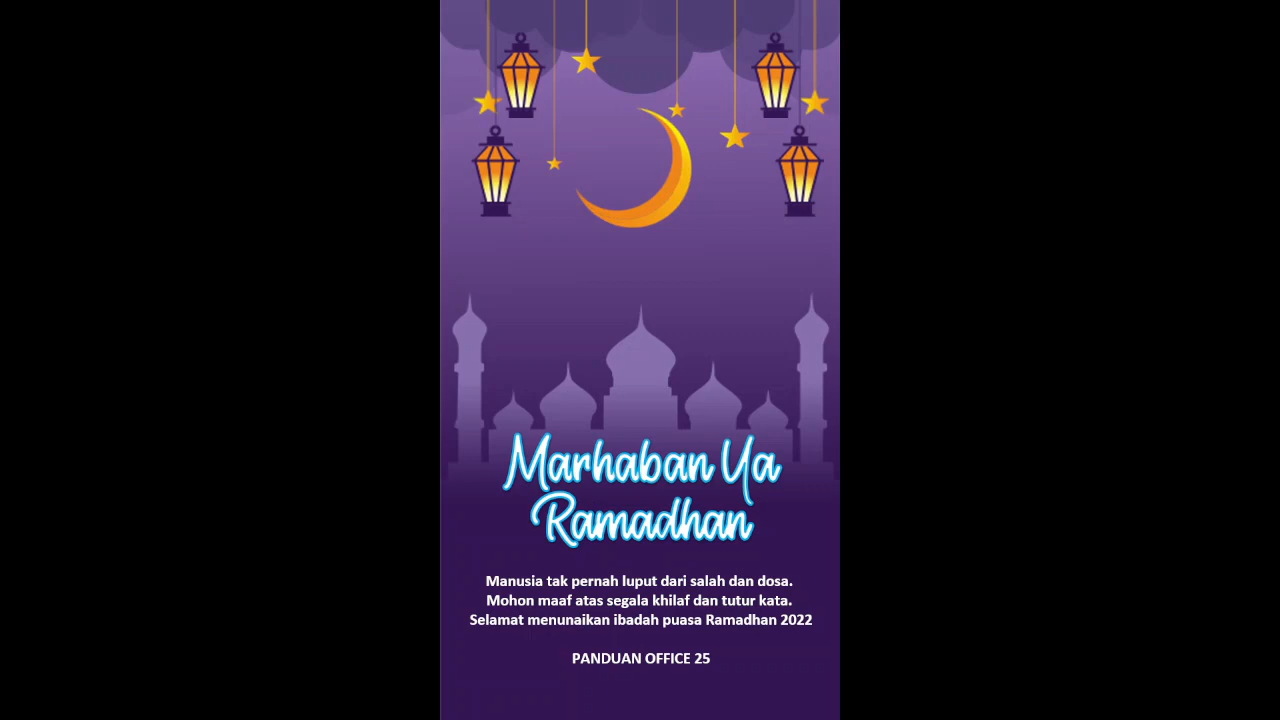 Marhaban Ya
Ramadhan
Manusia tak pernah luput dari salah dan dosa.
Mohon maaf atas segala khilaf dan tutur kata.
Selamat menunaikan ibadah puasa Ramadhan 2022
PANDUAN OFFICE 25